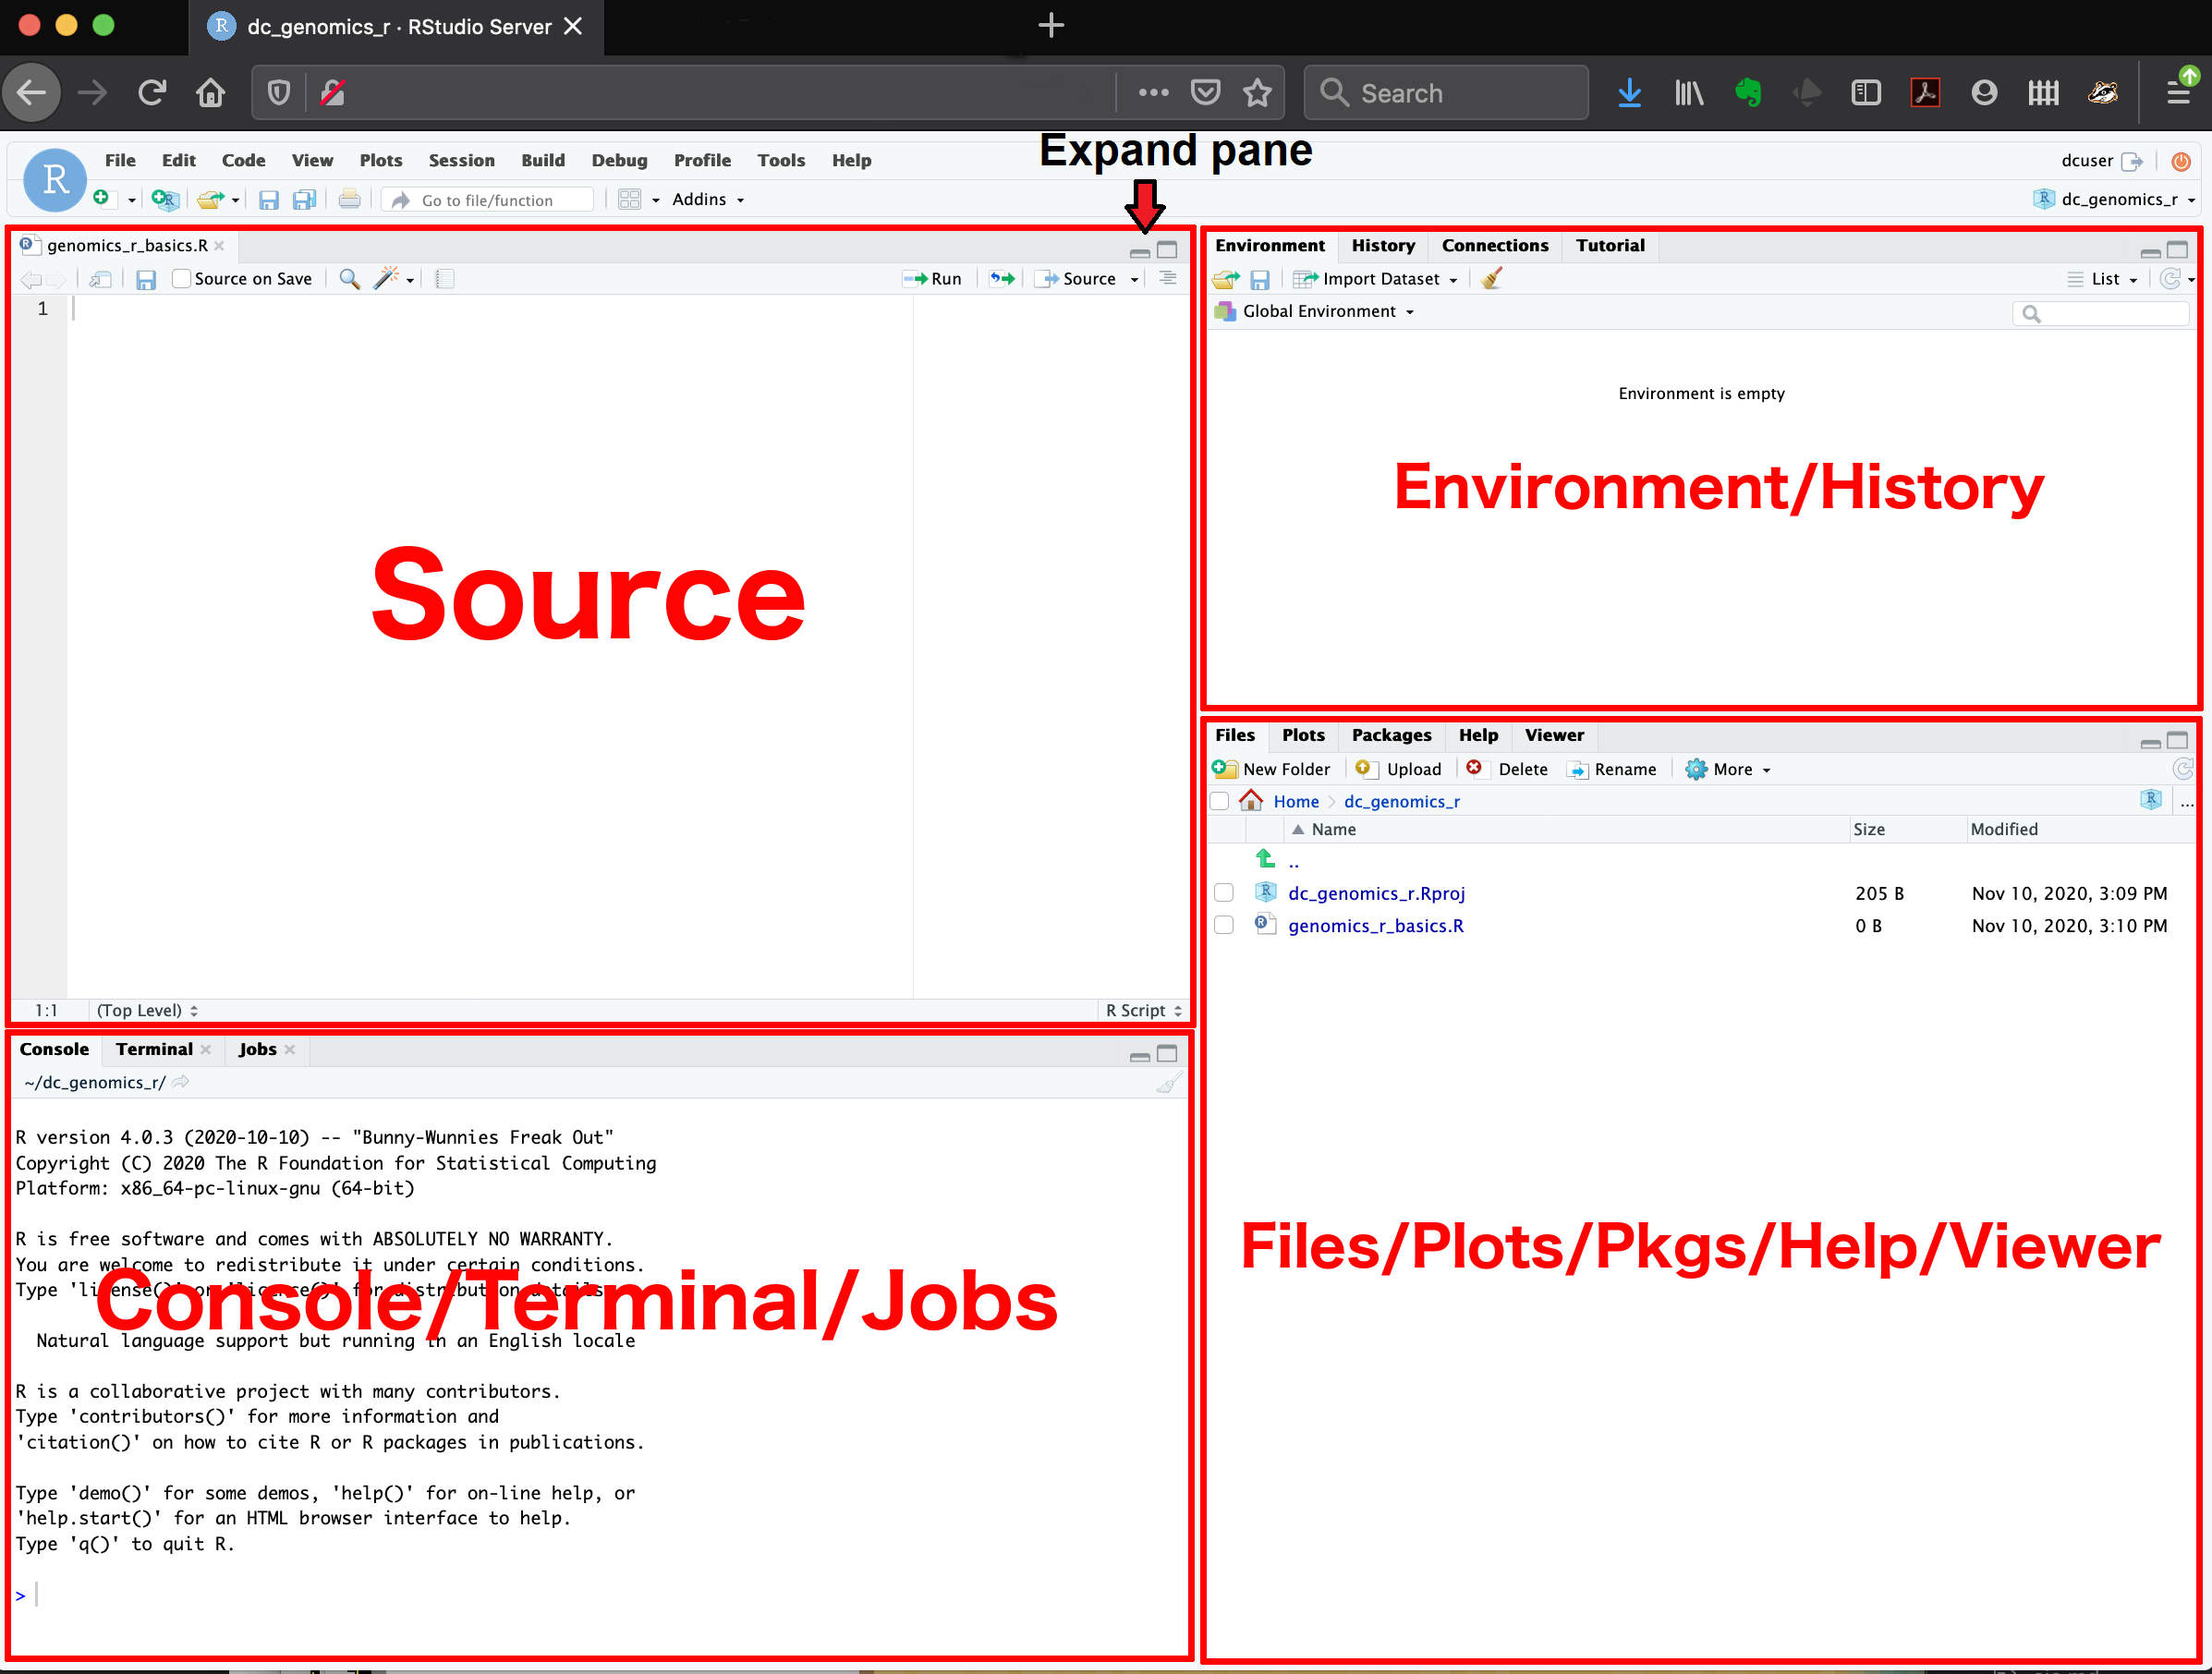 dc_genomics_r · RStudio Server
Search
Expand pane
File Edit Code View Plots Session Build Debug Profile Tools Help
dcuser
Go to file/function
Addins
dc_genomics_r
genomics_r_basics.R
Source on Save
Run
Source
1
Source
1:1
(Top Level)
R Script
Environment History Connections Tutorial
Import Dataset
List
Global Environment
Environment is empty
Environment/History
Console Terminal Jobs
~/dc_genomics_r/
R version 4.0.3 (2020-10-10) -- "Bunny-Wunnies Freak Out"
Copyright (C) 2020 The R Foundation for Statistical Computing
Platform: x86_64-pc-linux-gnu (64-bit)
R is free software and comes with ABSOLUTELY NO WARRANTY.
You are welcome to redistribute it under certain conditions.
Type 'license()' or 'licence()' for distribution details.
Console/Terminal/Jobs
Natural language support but running in an English locale
R is a collaborative project with many contributors.
Type 'contributors()' for more information and
'citation()' on how to cite R or R packages in publications.
Type 'demo()' for some demos, 'help()' for on-line help, or
'help.start()' for an HTML browser interface to help.
Type 'q()' to quit R.
>
Files Plots Packages Help Viewer
New Folder Upload Delete Rename More
Home dc_genomics_r ...
Name Size Modified
..
dc_genomics_r.Rproj 205 B Nov 10, 2020, 3:09 PM
genomics_r_basics.R 0 B Nov 10, 2020, 3:10 PM
Files/Plots/Pkgs/Help/Viewer